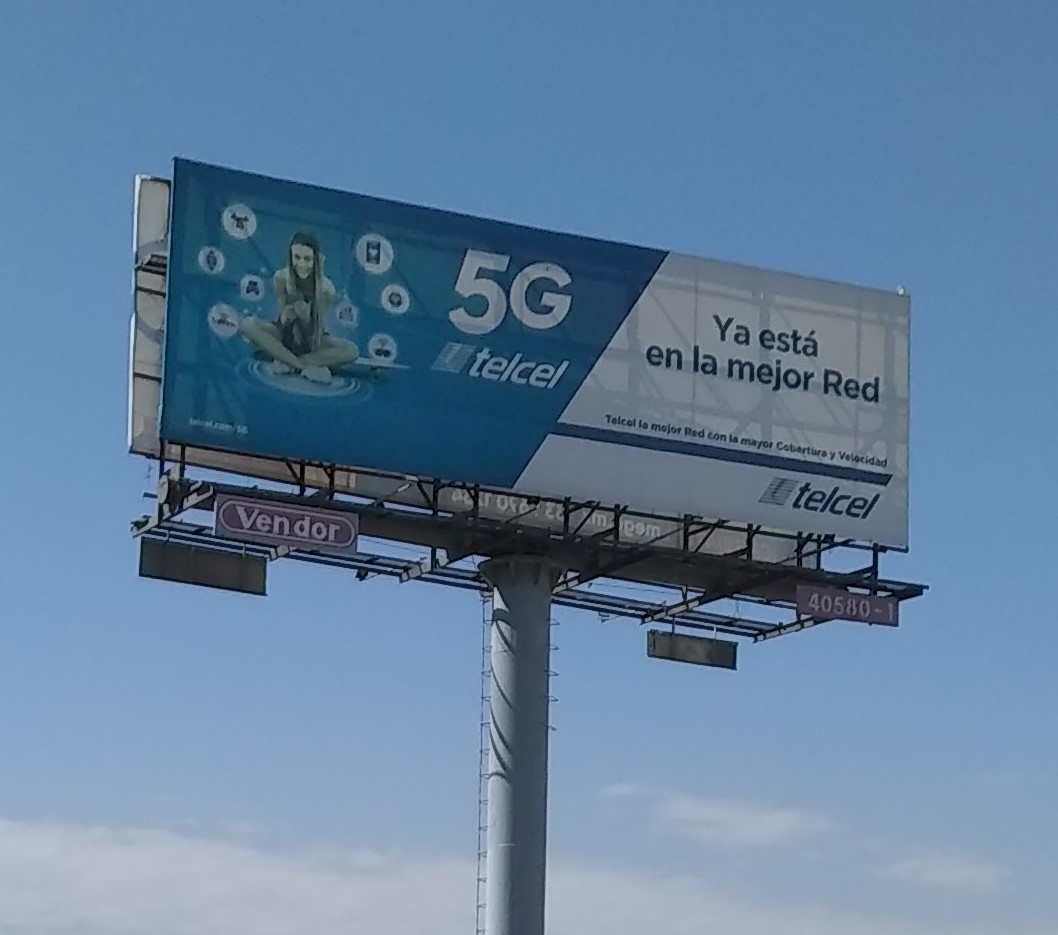 5G
telcel
Ya está
en la mejor Red
Telcel la mejor Red con la mayor Cobertura y Velocidad
telcel
telcel.com/5G
Vendor
40580-1